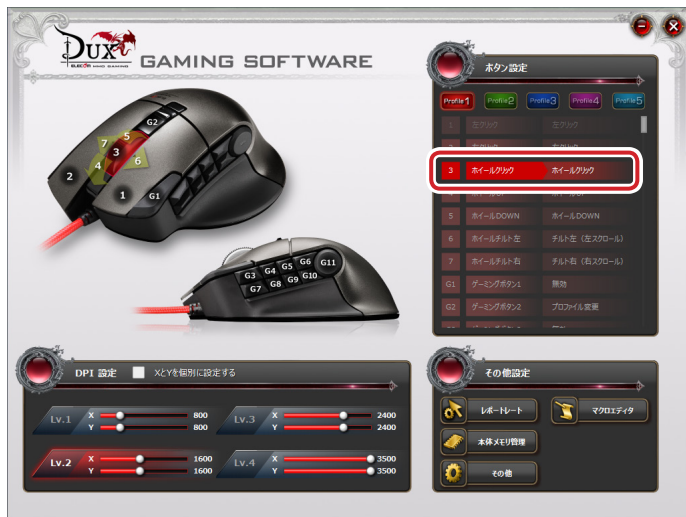 DUX
ELECOM MMO GAMING
GAMING SOFTWARE
G2
5
7
3
6
4
2
1
G1
G3 G4 G5 G6 G11
G7 G8 G9 G10
ボタン設定
Profile1 Profile2 Profile3 Profile4 Profile5
1 左クリック 左クリック
3 ホイールクリック ホイールクリック
5 ホイールDOWN ホイールDOWN
6 ホイールチルト左 チルト左（左スクロール）
7 ホイールチルト右 チルト右（右スクロール）
G1 ゲーミングボタン1 無効
G2 ゲーミングボタン2 プロファイル変更
DPI 設定 XとYを個別に設定する
Lv.1 X 800
Y 800
Lv.2 X 1600
Y 1600
Lv.3 X 2400
Y 2400
Lv.4 X 3500
Y 3500
その他設定
レポートレート
マクロエディタ
本体メモリ管理
その他